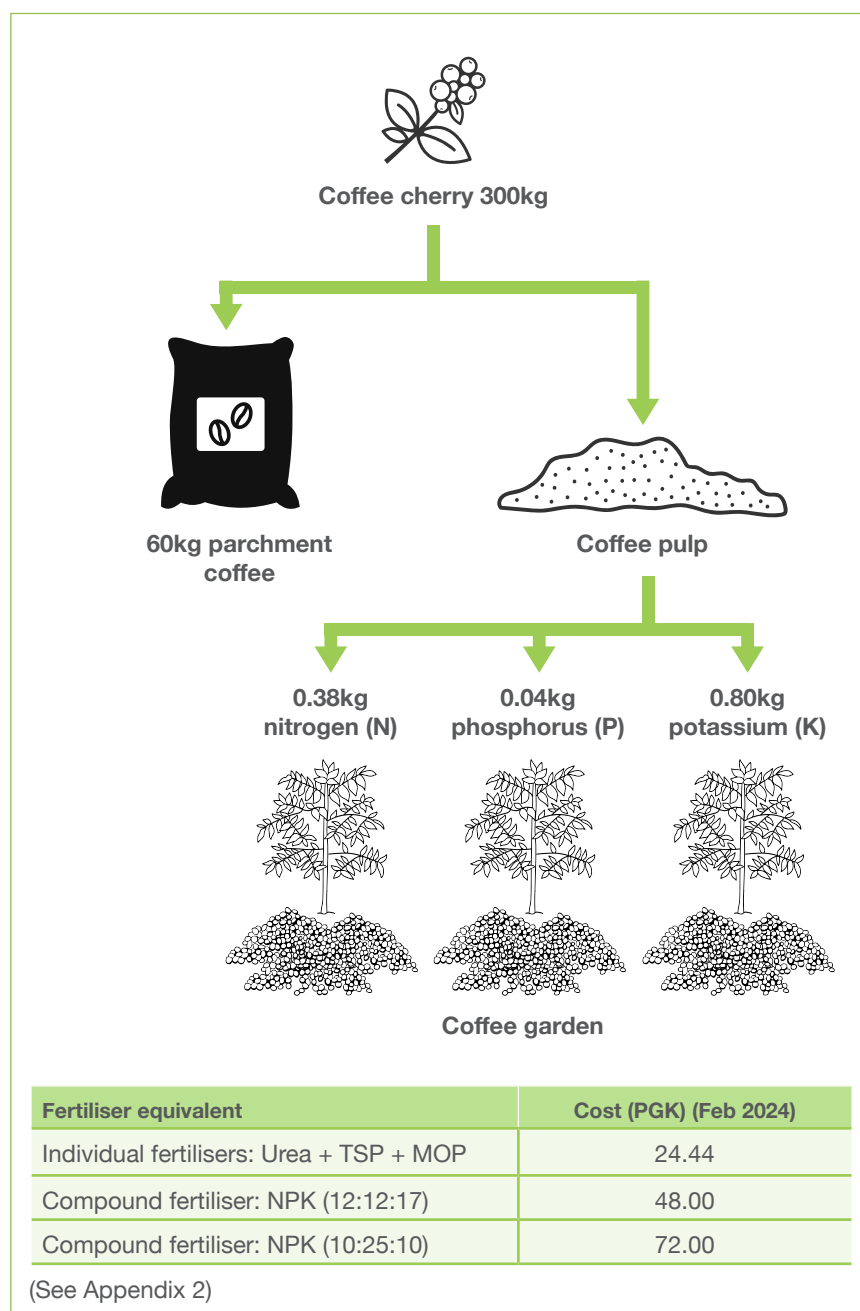 Coffee cherry 300kg
60kg parchment
coffee
Coffee pulp
0.38kg
nitrogen (N)
0.04kg
phosphorus (P)
0.80kg
potassium (K)
Coffee garden
Fertiliser equivalent Cost (PGK) (Feb 2024)
Individual fertilisers: Urea + TSP + MOP 24.44
Compound fertiliser: NPK (12:12:17) 48.00
Compound fertiliser: NPK (10:25:10) 72.00
(See Appendix 2)